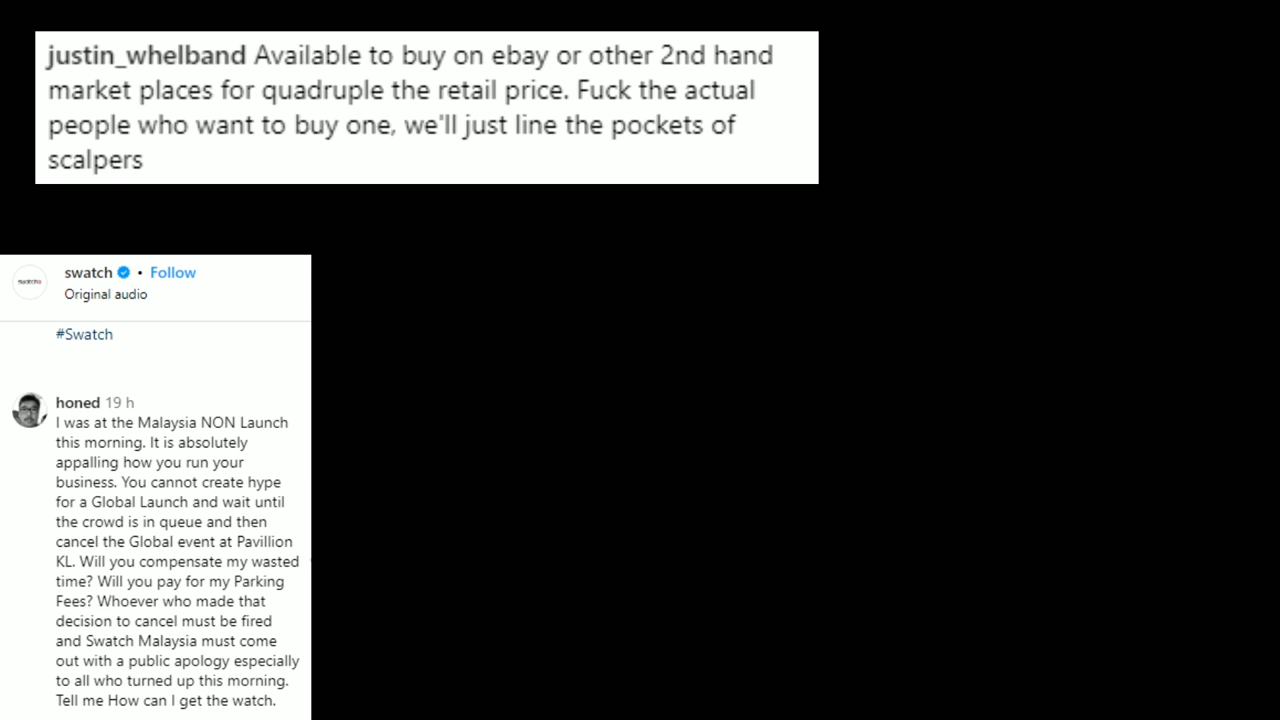 justin_whelband Available to buy on ebay or other 2nd hand
market places for quadruple the retail price. Fuck the actual
people who want to buy one, we'll just line the pockets of
scalpers
swatch
swatch • Follow
Original audio
#Swatch
honed 19 h
I was at the Malaysia NON Launch
this morning. It is absolutely
appalling how you run your
business. You cannot create hype
for a Global Launch and wait until
the crowd is in queue and then
cancel the Global event at Pavillion
KL. Will you compensate my wasted
time? Will you pay for my Parking
Fees? Whoever who made that
decision to cancel must be fired
and Swatch Malaysia must come
out with a public apology especially
to all who turned up this morning.
Tell me How can I get the watch.